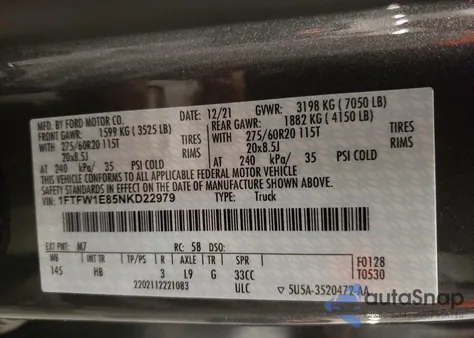 MFD. BY FORD MOTOR CO.
DATE: 12/21 GVWR: 3198 KG (7050 LB)
FRONT GAWR: 1599 KG (3525 LB) REAR GAWR: 1882 KG (4150 LB)
WITH 275/60R20 115T TIRES WITH 275/60R20 115T TIRES
20x8.5J RIMS 20x8.5J RIMS
AT 240 kPa/ 35 PSI COLD AT 240 kPa/ 35 PSI COLD
THIS VEHICLE CONFORMS TO ALL APPLICABLE FEDERAL MOTOR VEHICLE
SAFETY STANDARDS IN EFFECT ON THE DATE OF MANUFACTURE SHOWN ABOVE.
VIN: 1FTFW1E85NKD22979 TYPE: Truck
EXT PNT: M7 RC: 58 DSO:
WB INT TR TP/PS R AXLE TR SPR F0128
145 HB 3 L9 G 33CC T0530
2202112221083 ULC 5U5A-3520472-AA
autoSnap